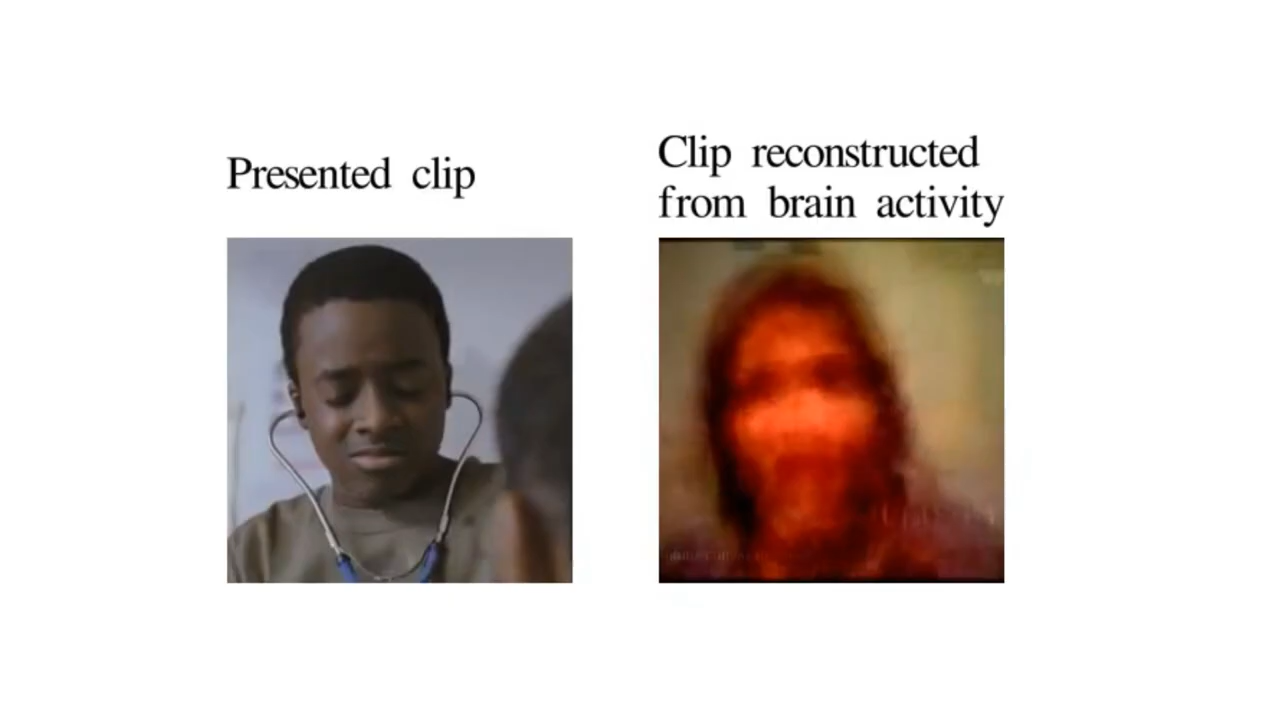 Presented clip
Clip reconstructed
from brain activity